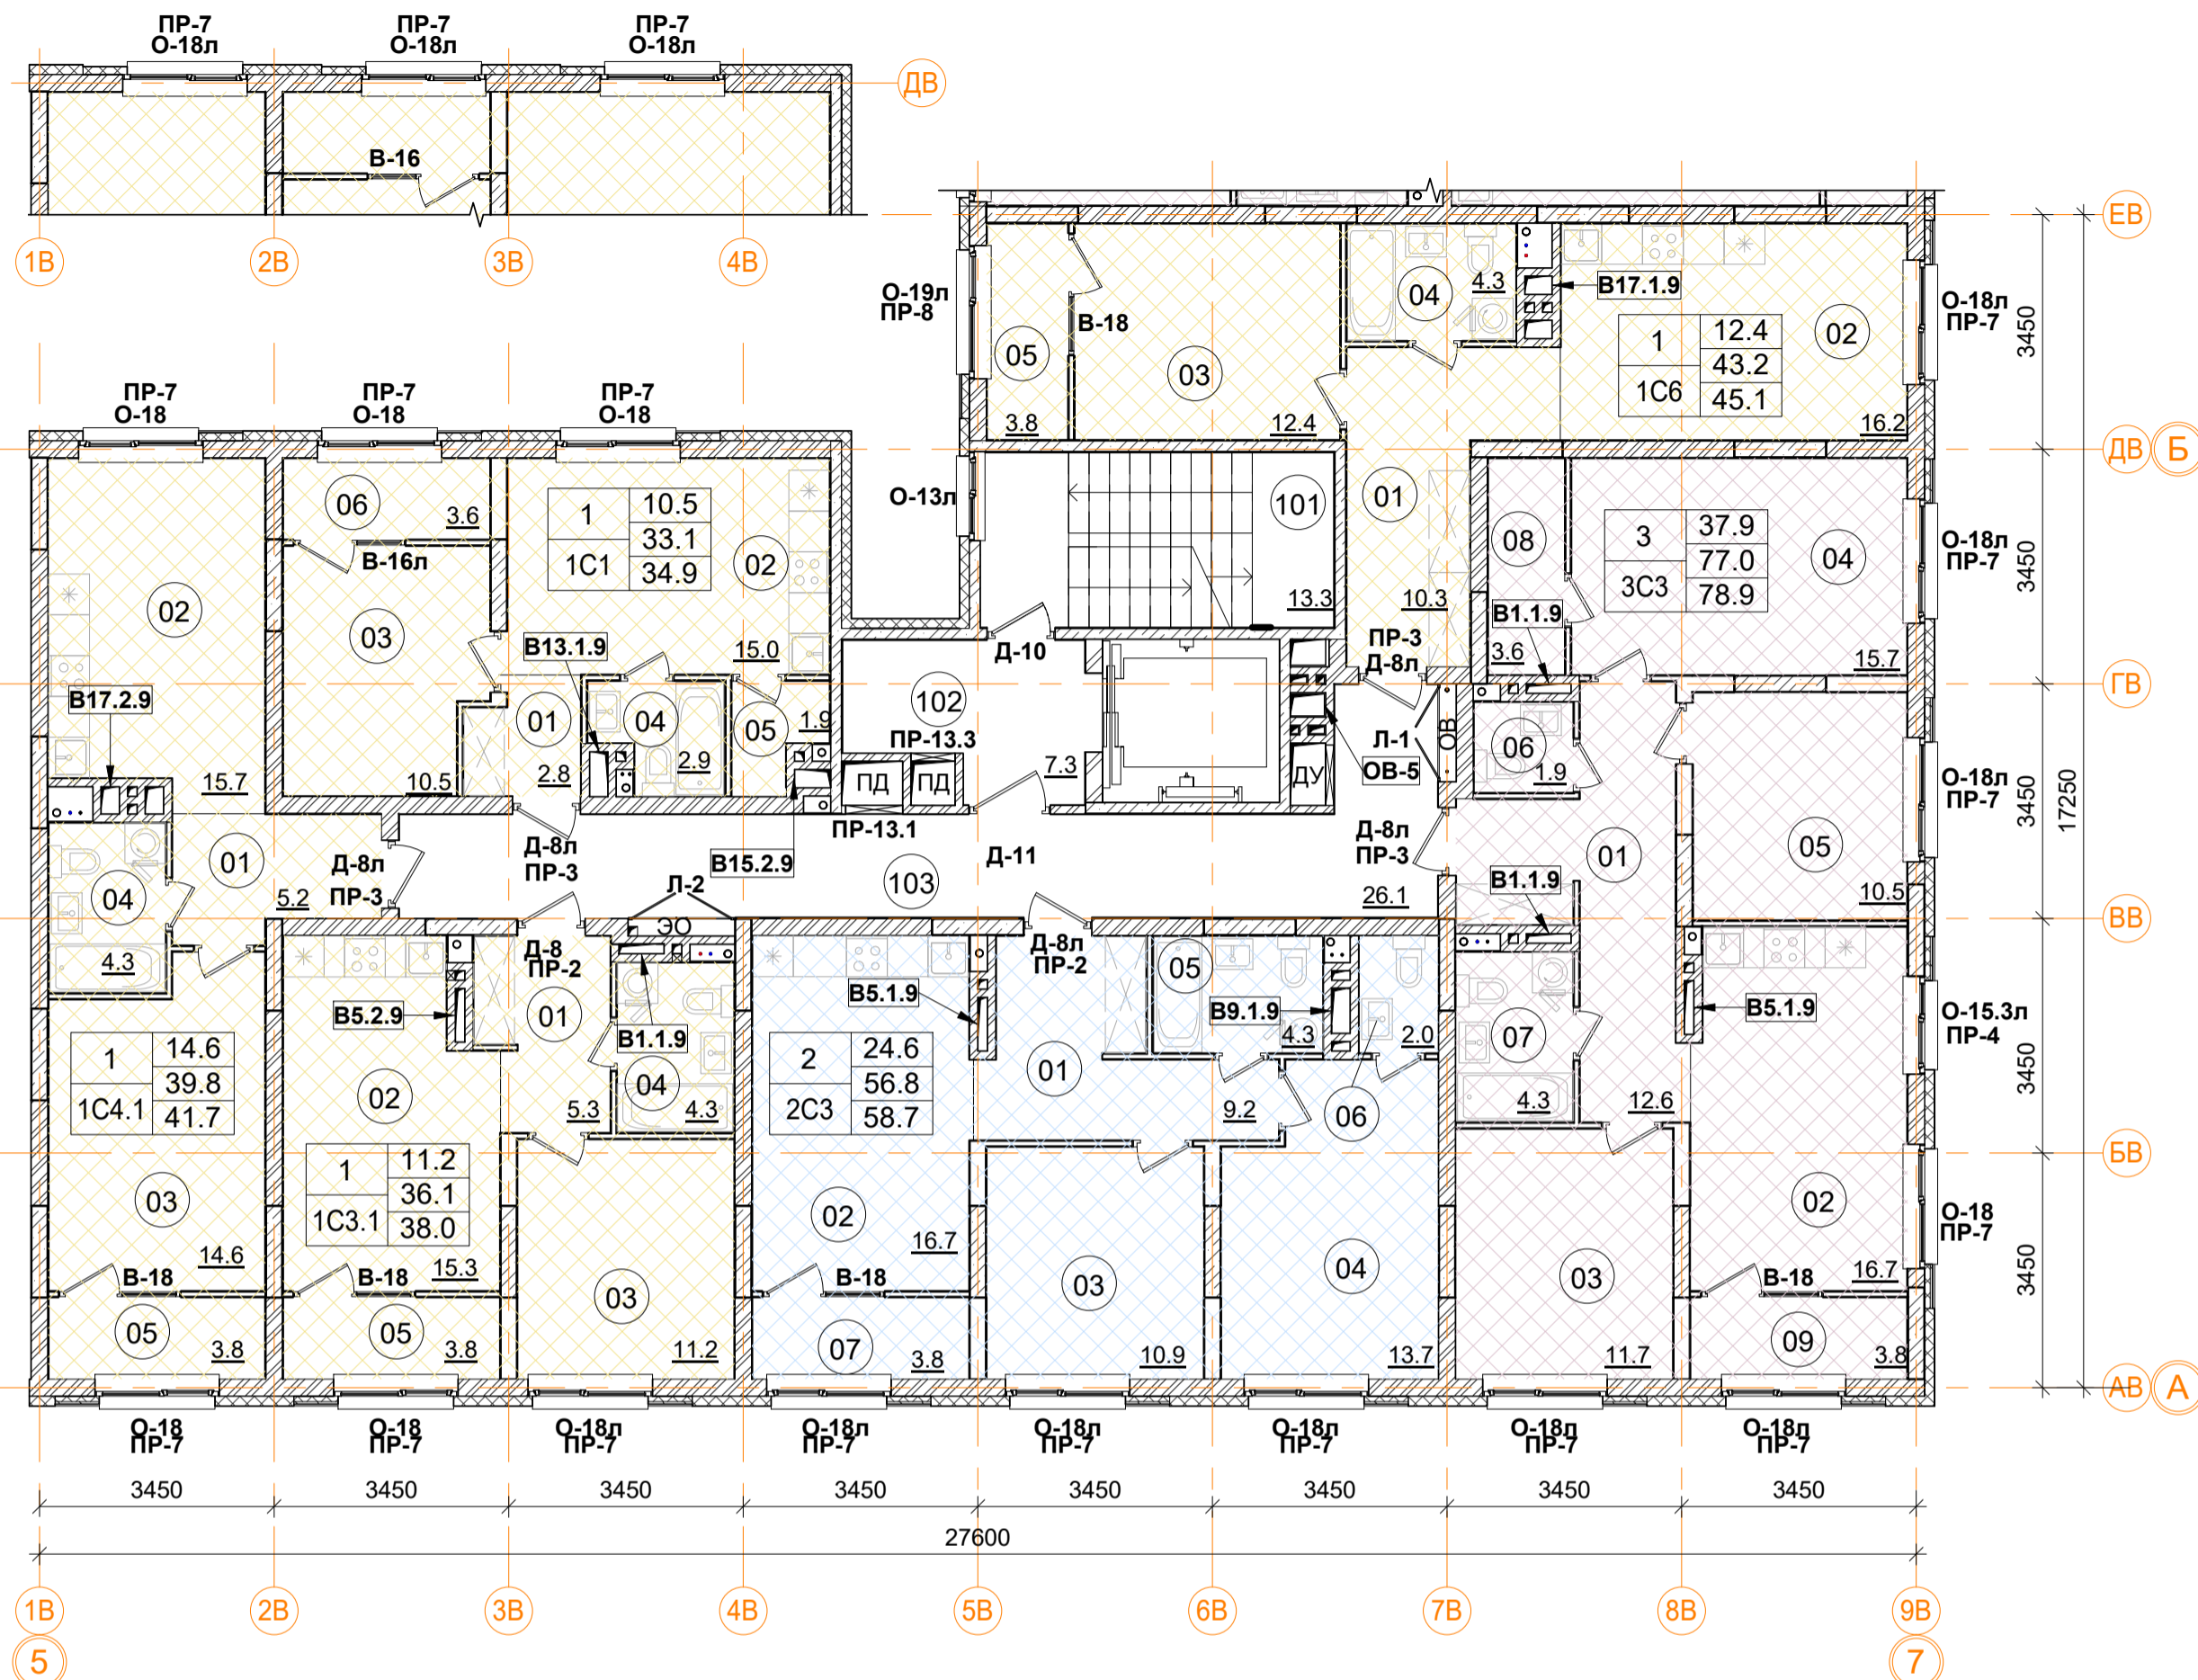 ПР-7 ПР-7 ПР-7
О-18л О-18л О-18л
ДВ
В-16
1В 2В 3В 4В
ЕВ
О-19л
ПР-8
05
3.8
В-18
03
12.4
04
4.3
В17.1.9
1 12.4
43.2
1С6 45.1
02
16.2
О-18л
ПР-7
3450
ПР-7 ПР-7 ПР-7
О-18 О-18 О-18
ДВ Б
О-13л
101
13.3
01
10.3
08
3.6
3 37.9
77.0
3С3 78.9
04
15.7
О-18л
ПР-7
3450
17250
06
3.6
В-16л
1 10.5
33.1
1С1 34.9
02
15.0
02
15.7
03
10.5
В13.1.9
В17.2.9
01
2.8
04
2.9
05
1.9
Д-10
102
7.3
ПР-13.3
ПД ПД
ПР-13.1
ПР-3
Д-8л
Л-1
ОВ
ОВ-5
ДУ
В1.1.9
ГВ
06
1.9
05
10.5
О-18л
ПР-7
3450
01
5.2
04
4.3
Д-8л
ПР-3
Д-8л
ПР-3
В15.2.9
Л-2
ЭО
103
26.1
Д-11
Д-8л
ПР-3
01
12.6
В1.1.9
ВВ
Д-8
ПР-2
Д-8л
ПР-2
В5.2.9
01
5.3
В1.1.9
04
4.3
1 14.6
39.8
1С4.1 41.7
02
15.3
1 11.2
36.1
1С3.1 38.0
В5.1.9
2 24.6
56.8
2С3 58.7
01
9.2
05
4.3
В9.1.9
2.0
06
07
4.3
В5.1.9
О-15.3л
ПР-4
3450
БВ
03
14.6
В-18
В-18
03
11.2
02
16.7
В-18
03
10.9
04
13.7
03
11.7
02
16.7
В-18
О-18
ПР-7
3450
05
3.8
05
3.8
07
3.8
09
3.8
АВ А
О-18 О-18 О-18л О-18л О-18л О-18л О-18л О-18л
ПР-7 ПР-7 ПР-7 ПР-7 ПР-7 ПР-7 ПР-7 ПР-7
3450 3450 3450 3450 3450 3450 3450 3450
27600
1В 2В 3В 4В 5В 6В 7В 8В 9В
5 7